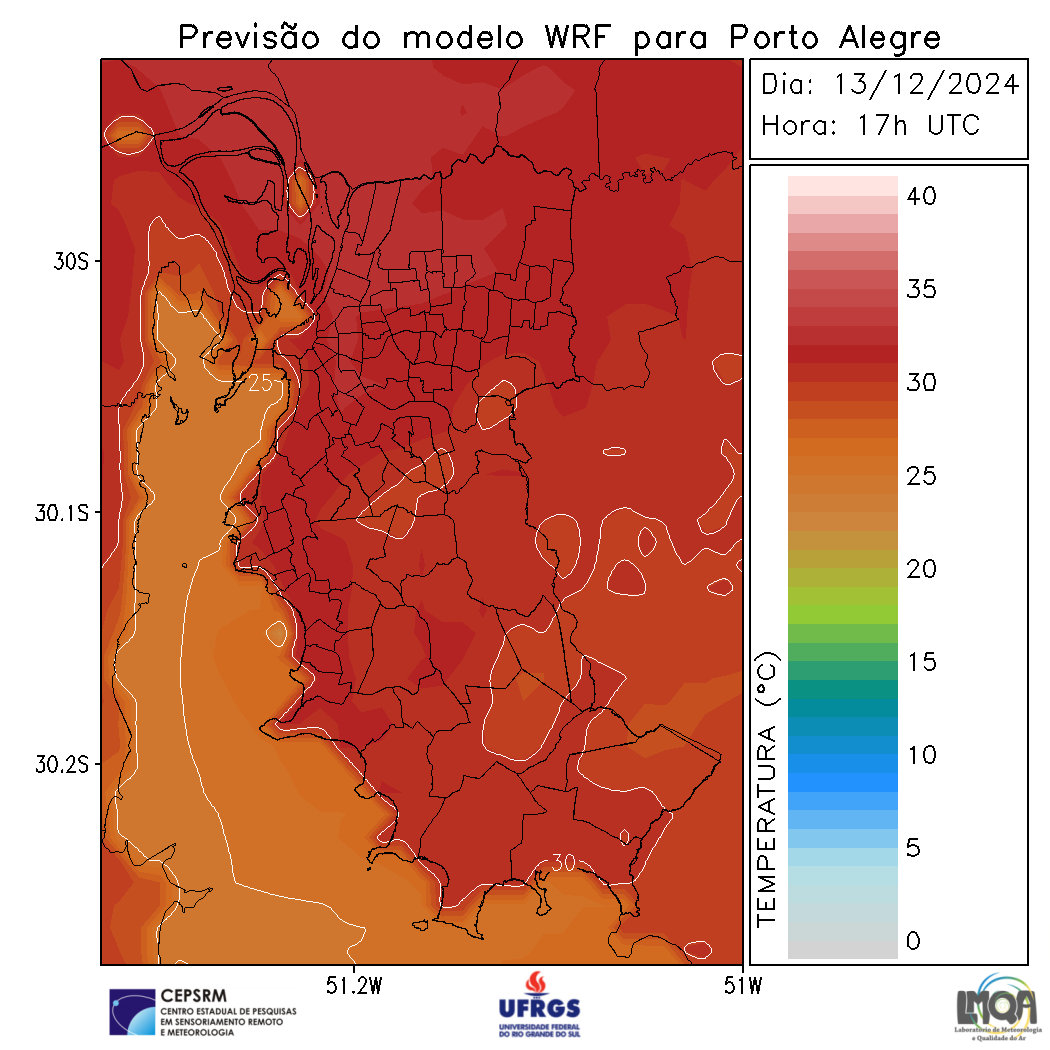 Previsão do modelo WRF para Porto Alegre
Dia: 13/12/2024
Hora: 17h UTC
40
35
30
25
20
15
10
5
0
TEMPERATURA (°C)
30S
30.1S
30.2S
25
30
51.2W
51W
CEPSRM
CENTRO ESTADUAL DE PESQUISAS
EM SENSORIAMENTO REMOTO
E METEOROLOGIA
UFRGS
UNIVERSIDADE FEDERAL
DO RIO GRANDE DO SUL
LMQA
Laboratório de Meteorologia
e Qualidade do Ar